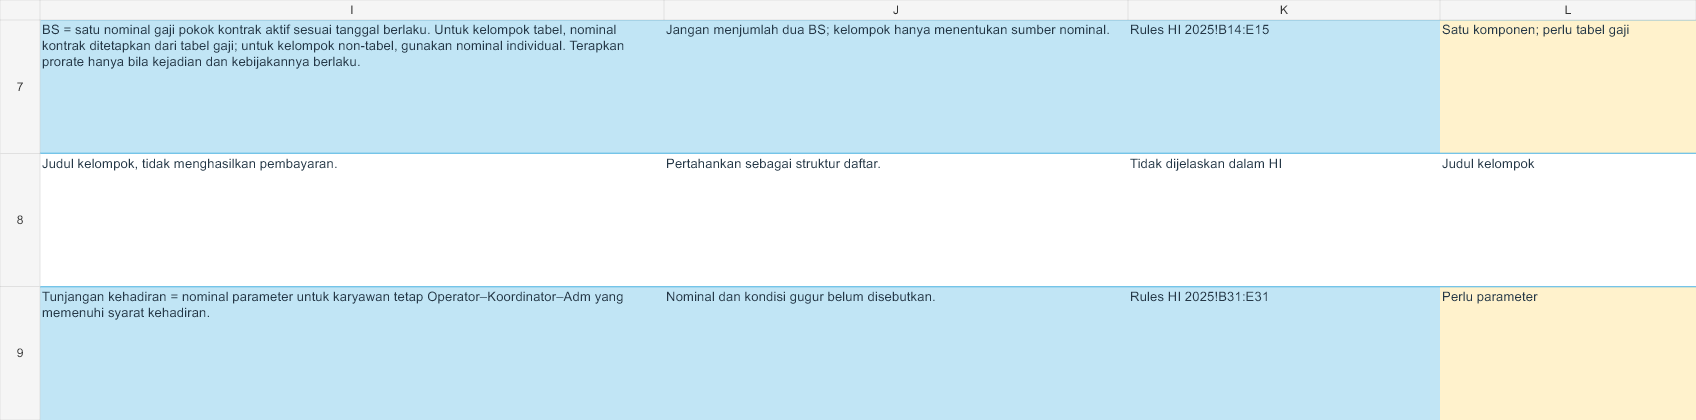 I J K L
7
BS = satu nominal gaji pokok kontrak aktif sesuai tanggal berlaku. Untuk kelompok tabel, nominal
kontrak ditetapkan dari tabel gaji; untuk kelompok non-tabel, gunakan nominal individual. Terapkan
prorate hanya bila kejadian dan kebijakannya berlaku.
Jangan menjumlah dua BS; kelompok hanya menentukan sumber nominal.
Rules HI 2025!B14:E15
Satu komponen; perlu tabel gaji
8
Judul kelompok, tidak menghasilkan pembayaran.
Pertahankan sebagai struktur daftar.
Tidak dijelaskan dalam HI
Judul kelompok
9
Tunjangan kehadiran = nominal parameter untuk karyawan tetap Operator–Koordinator–Adm yang
memenuhi syarat kehadiran.
Nominal dan kondisi gugur belum disebutkan.
Rules HI 2025!B31:E31
Perlu parameter